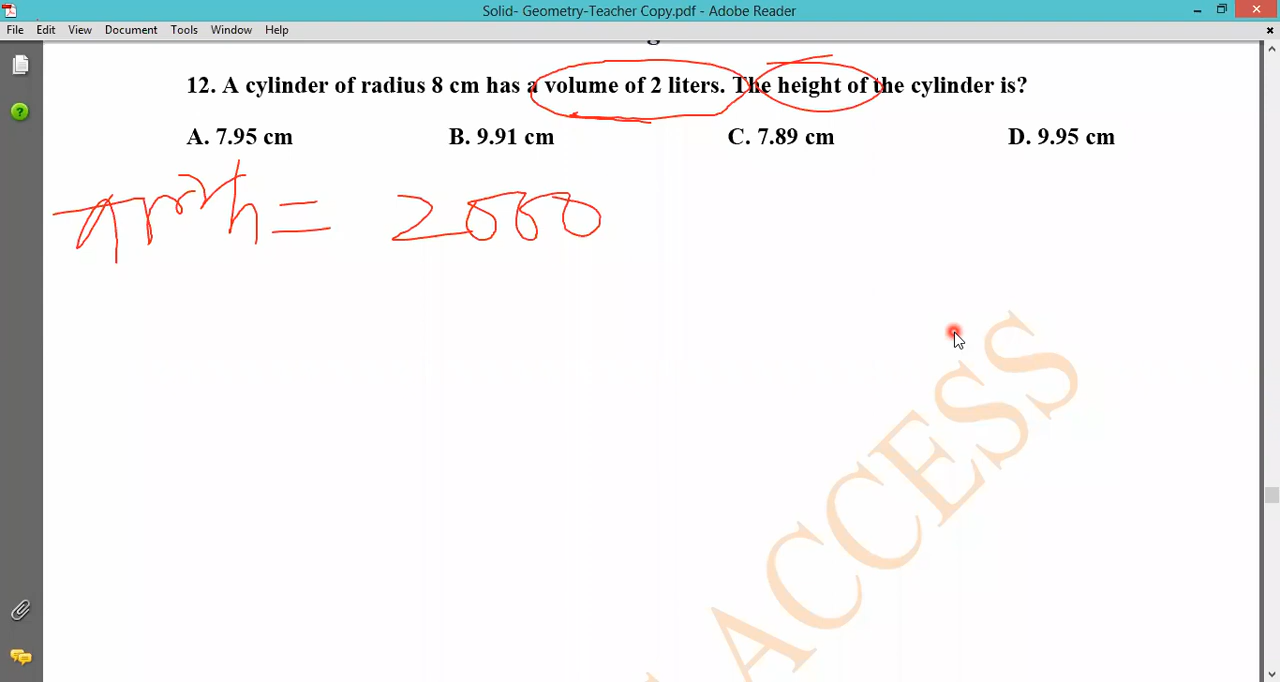 Solid- Geometry-Teacher Copy.pdf - Adobe Reader
File Edit View Document Tools Window Help
12. A cylinder of radius 8 cm has a volume of 2 liters. The height of the cylinder is?
A. 7.95 cm B. 9.91 cm C. 7.89 cm D. 9.95 cm
πr²h = 2000
ACCESS